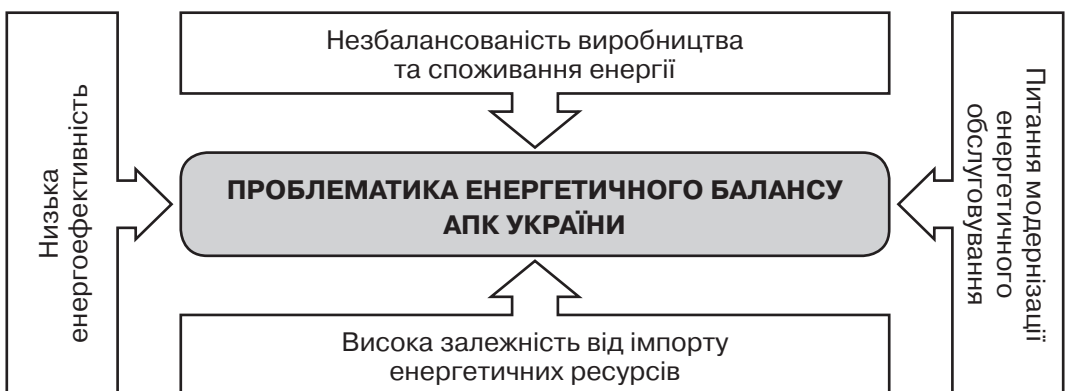 Незбалансованість виробництва
та споживання енергії
Низька
енергоефективність
ПРОБЛЕМАТИКА ЕНЕРГЕТИЧНОГО БАЛАНСУ
АПК УКРАЇНИ
Питання модернізації
енергетичного
обслуговування
Висока залежність від імпорту
енергетичних ресурсів